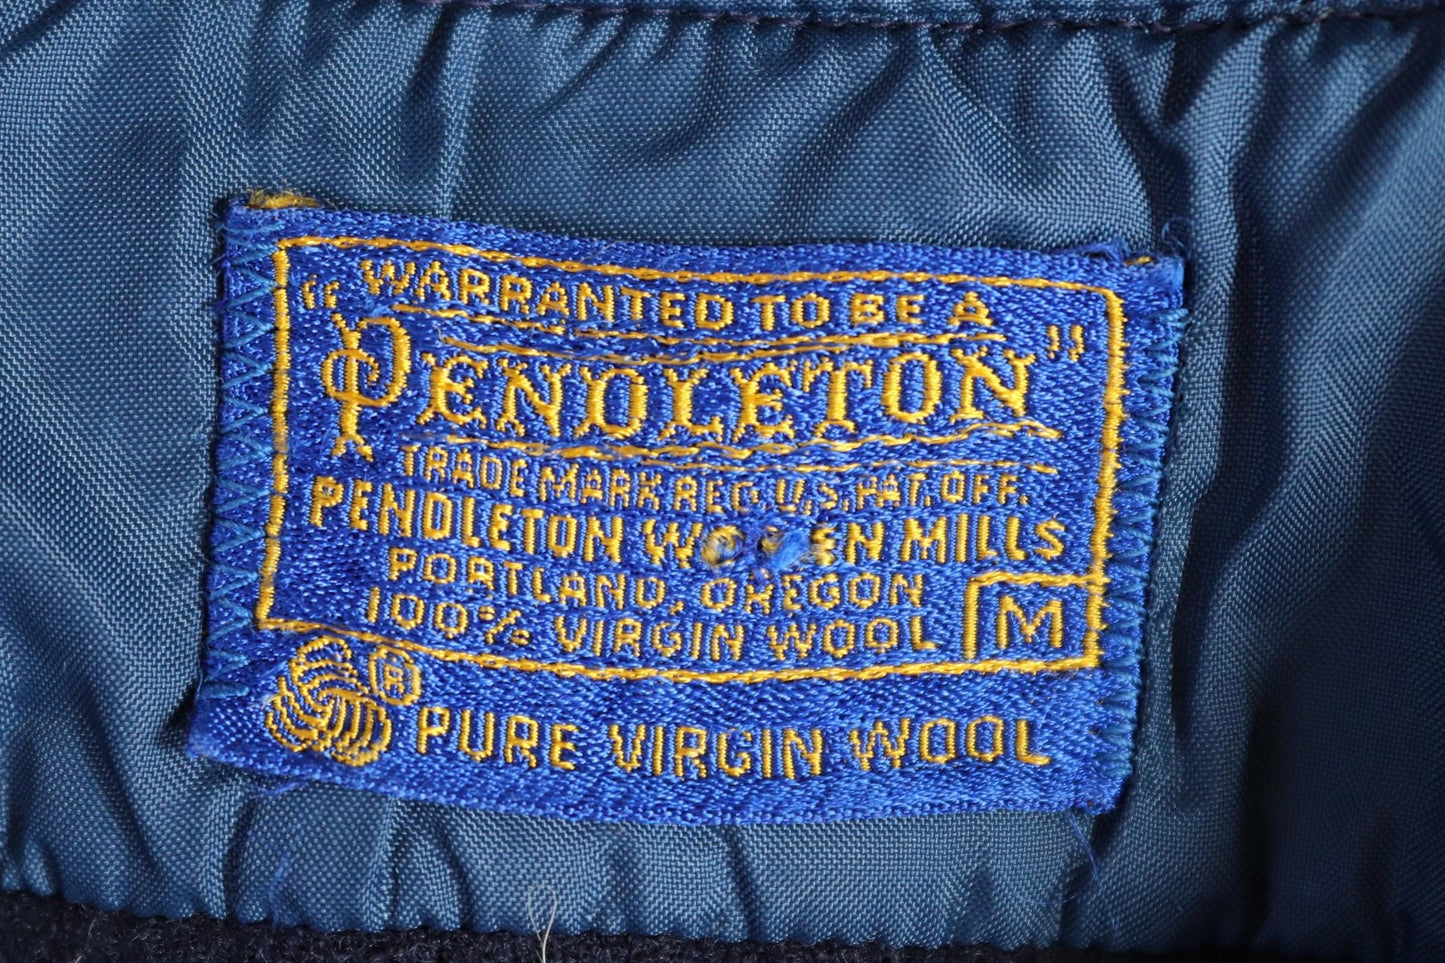 "WARRANTED TO BE A
PENDLETON"
TRADE MARK REG. U.S. PAT. OFF.
PENDLETON WOOLEN MILLS
PORTLAND, OREGON
100% VIRGIN WOOL M
® PURE VIRGIN WOOL